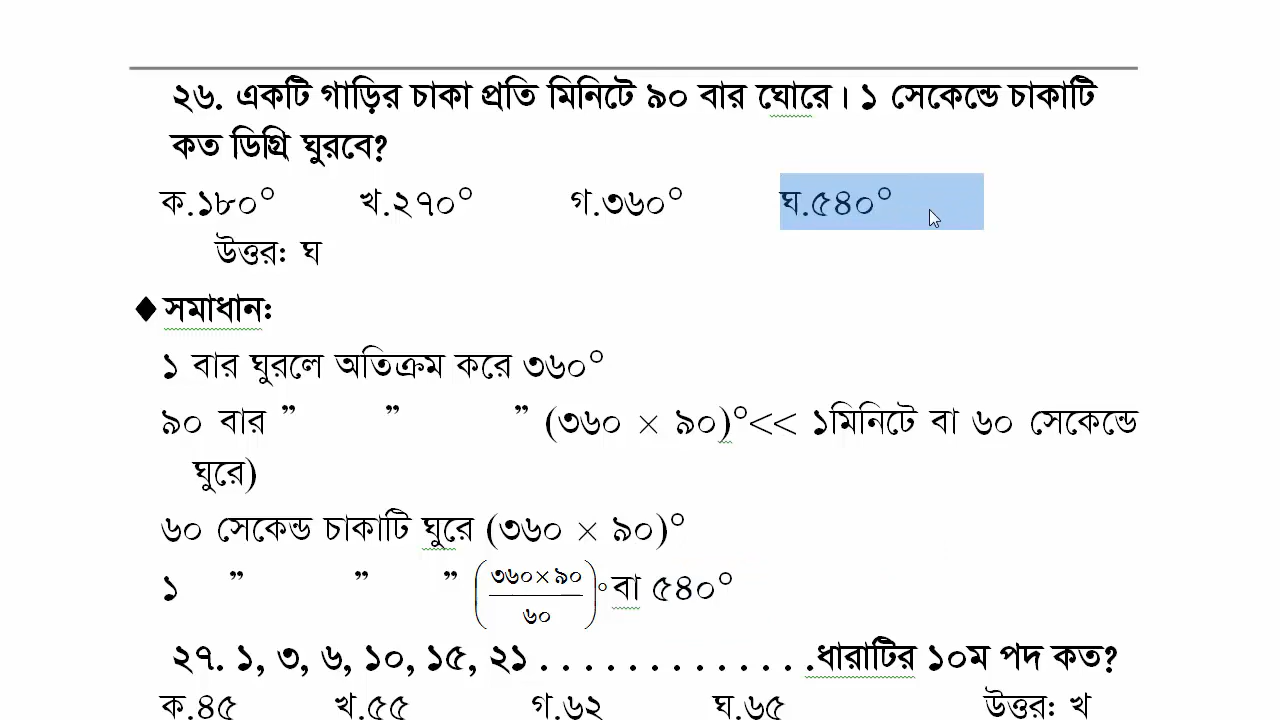 ২৬. একটি গাড়ির চাকা প্রতি মিনিটে ৯০ বার ঘোরে। ১ সেকেন্ডে চাকাটি
কত ডিগ্রি ঘুরবে?
ক.১৮০° খ.২৭০° গ.৩৬০° ঘ.৫৪০°
উত্তর: ঘ
♦ সমাধান:
১ বার ঘুরলে অতিক্রম করে ৩৬০°
৯০ বার ” ” ” (৩৬০ × ৯০)°<< ১মিনিটে বা ৬০ সেকেন্ডে
ঘুরে)
৬০ সেকেন্ড চাকাটি ঘুরে (৩৬০ × ৯০)°
১ ” ” ” (৩৬০×৯০/৬০)° বা ৫৪০°
২৭. ১, ৩, ৬, ১০, ১৫, ২১ . . . . . . . . . . . . .ধারাটির ১০ম পদ কত?
ক.৪৫ খ.৫৫ গ.৬২ ঘ.৬৫ উত্তর: খ